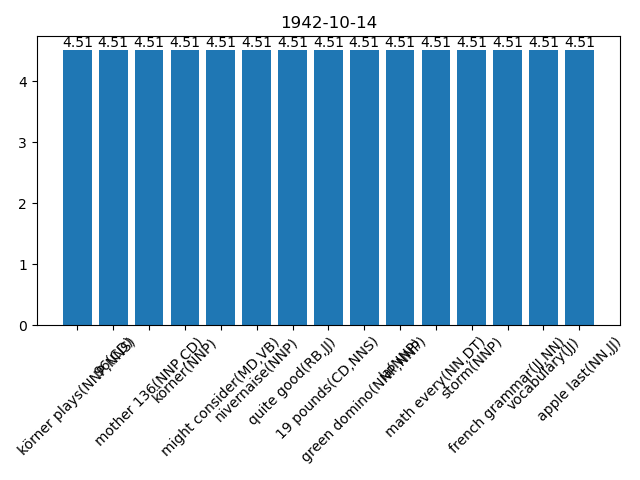 1942-10-14
4.51 4.51 4.51 4.51 4.51 4.51 4.51 4.51 4.51 4.51 4.51 4.51 4.51 4.51 4.51
4
3
2
1
0
körner plays(NNP,NNS)
mother 136(NNP,CD)
körner(NNP)
might consider(MD,VB)
nivernaise(NNP)
quite good(RB,JJ)
19 pounds(CD,NNS)
green domino(NNP,NNP)
math every(NN,DT)
storm(NNP)
french grammar(JJ,NN)
vocabulary(JJ)
apple last(NN,JJ)